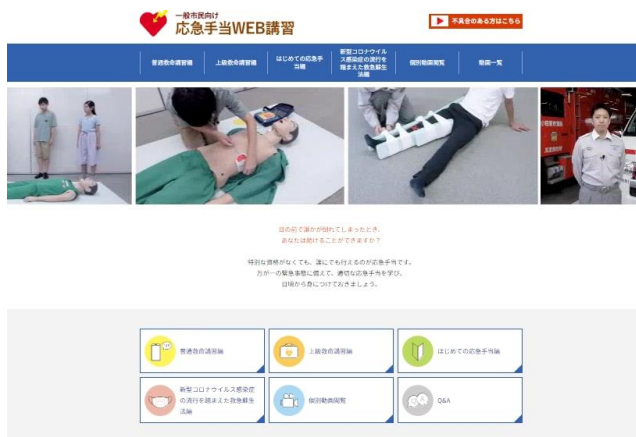 一般市民向け
応急手当WEB講習
不具合のある方はこちら
普通救命講習編
上級救命講習編
はじめての応急手
当編
新型コロナウイル
ス感染症の流行を
踏まえた救急蘇生
法編
個別動画閲覧
動画一覧
目の前で誰かが倒れてしまったとき、
あなたは助けることができますか？
特別な資格がなくても、誰にでも行えるのが応急手当です。
万が一の緊急事態に備えて、適切な応急手当を学び、
日頃から身につけておきましょう。
普通救命講習編
上級救命講習編
はじめての応急手当編
新型コロナウイルス感染症
の流行を踏まえた救急蘇生
法編
個別動画閲覧
Q&A